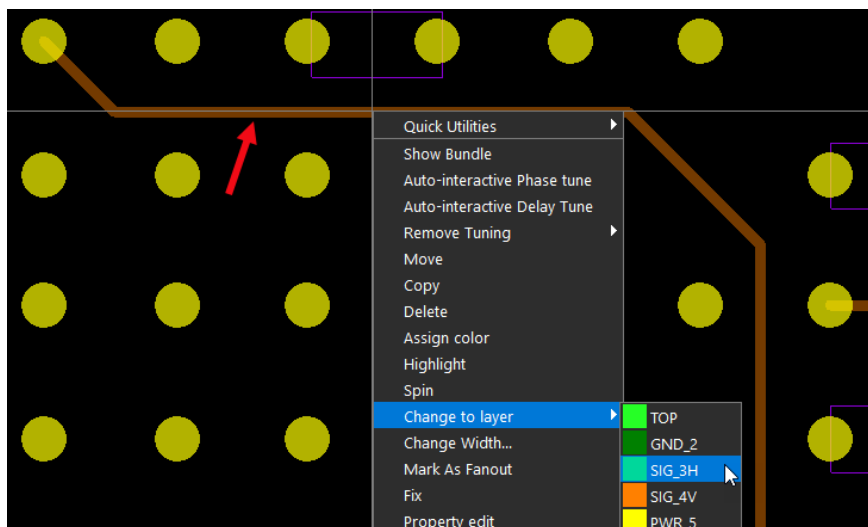 Quick Utilities
Show Bundle
Auto-interactive Phase tune
Auto-interactive Delay Tune
Remove Tuning
Move
Copy
Delete
Assign color
Highlight
Spin
Change to layer
Change Width...
Mark As Fanout
Fix
Property edit
TOP
GND_2
SIG_3H
SIG_4V
PWR_5